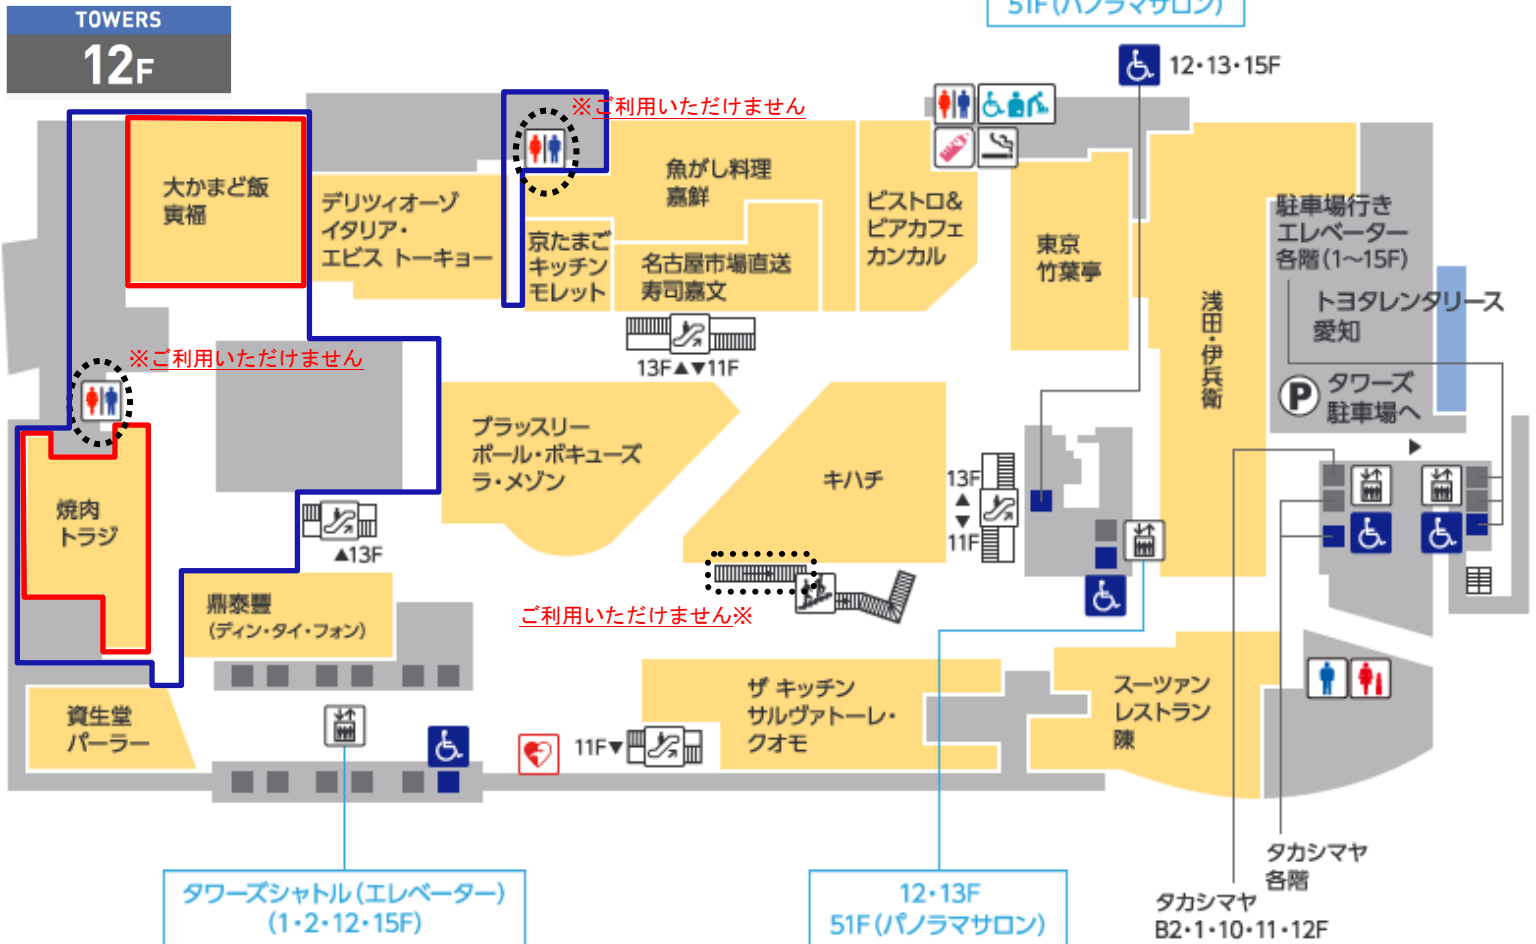 TOWERS
12F
51F(パノラマサロン)
12・13・15F
※ご利用いただけません
大かまど飯
寅福
デリツィオーゾ
イタリア・
エビス トーキョー
魚がし料理
嘉鮮
京たまご
キッチン
モレット
名古屋市場直送
寿司嘉文
ビストロ&
ビアカフェ
カンカル
東京
竹葉亭
浅田・伊兵衛
駐車場行き
エレベーター
各階(1〜15F)
トヨタレンタリース
愛知
P
タワーズ
駐車場へ
▶
13F▲▼11F
※ご利用いただけません
焼肉
トラジ
ブラッスリー
ポール・ボキューズ
ラ・メゾン
キハチ
13F
▲
▼
11F
▲13F
鼎泰豐
(ディン・タイ・フォン)
ご利用いただけません※
資生堂
パーラー
11F▼
ザ キッチン
サルヴァトーレ・
クオモ
スーツァン
レストラン
陳
タワーズシャトル(エレベーター)
(1・2・12・15F)
12・13F
51F(パノラマサロン)
タカシマヤ
各階
タカシマヤ
B2・1・10・11・12F